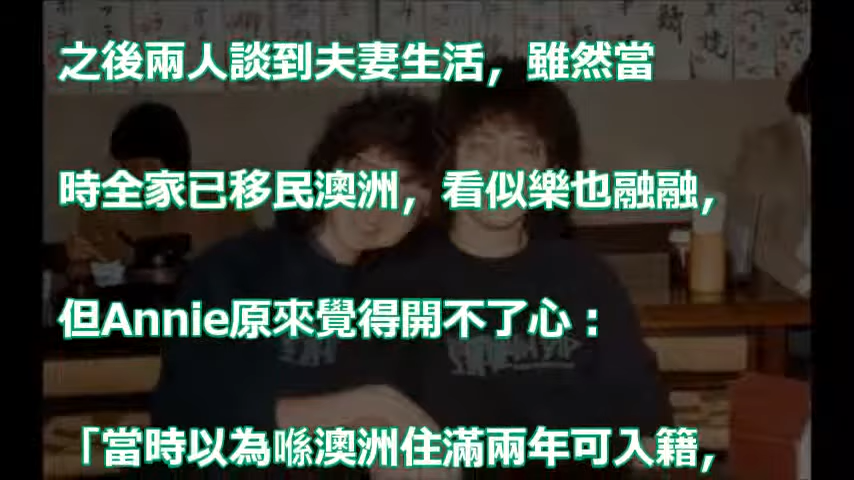 之後兩人談到夫妻生活，雖然當
時全家已移民澳洲，看似樂也融融，
但Annie原來覺得開不了心：
「當時以為喺澳洲住滿兩年可入籍，